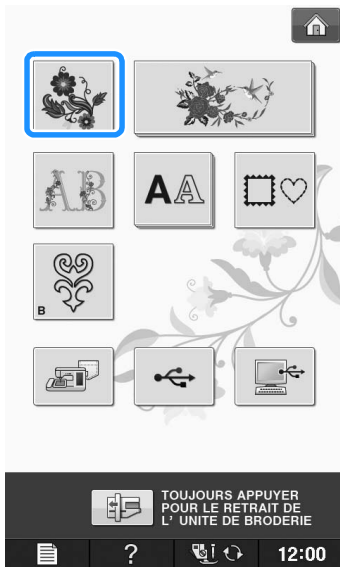 AB
AA
B
TOUJOURS APPUYER
POUR LE RETRAIT DE
L' UNITE DE BRODERIE
?
12:00